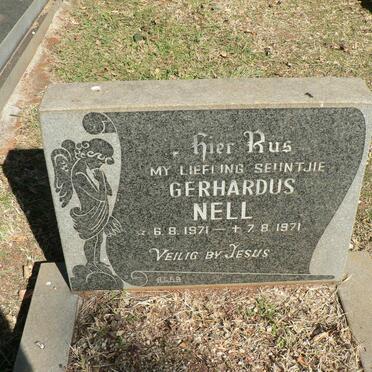 Hier Rus
MY LIEFLING SEUNTJIE
GERHARDUS
NELL
☆ 6.8.1971 — † 7.8.1971
VEILIG BY JESUS